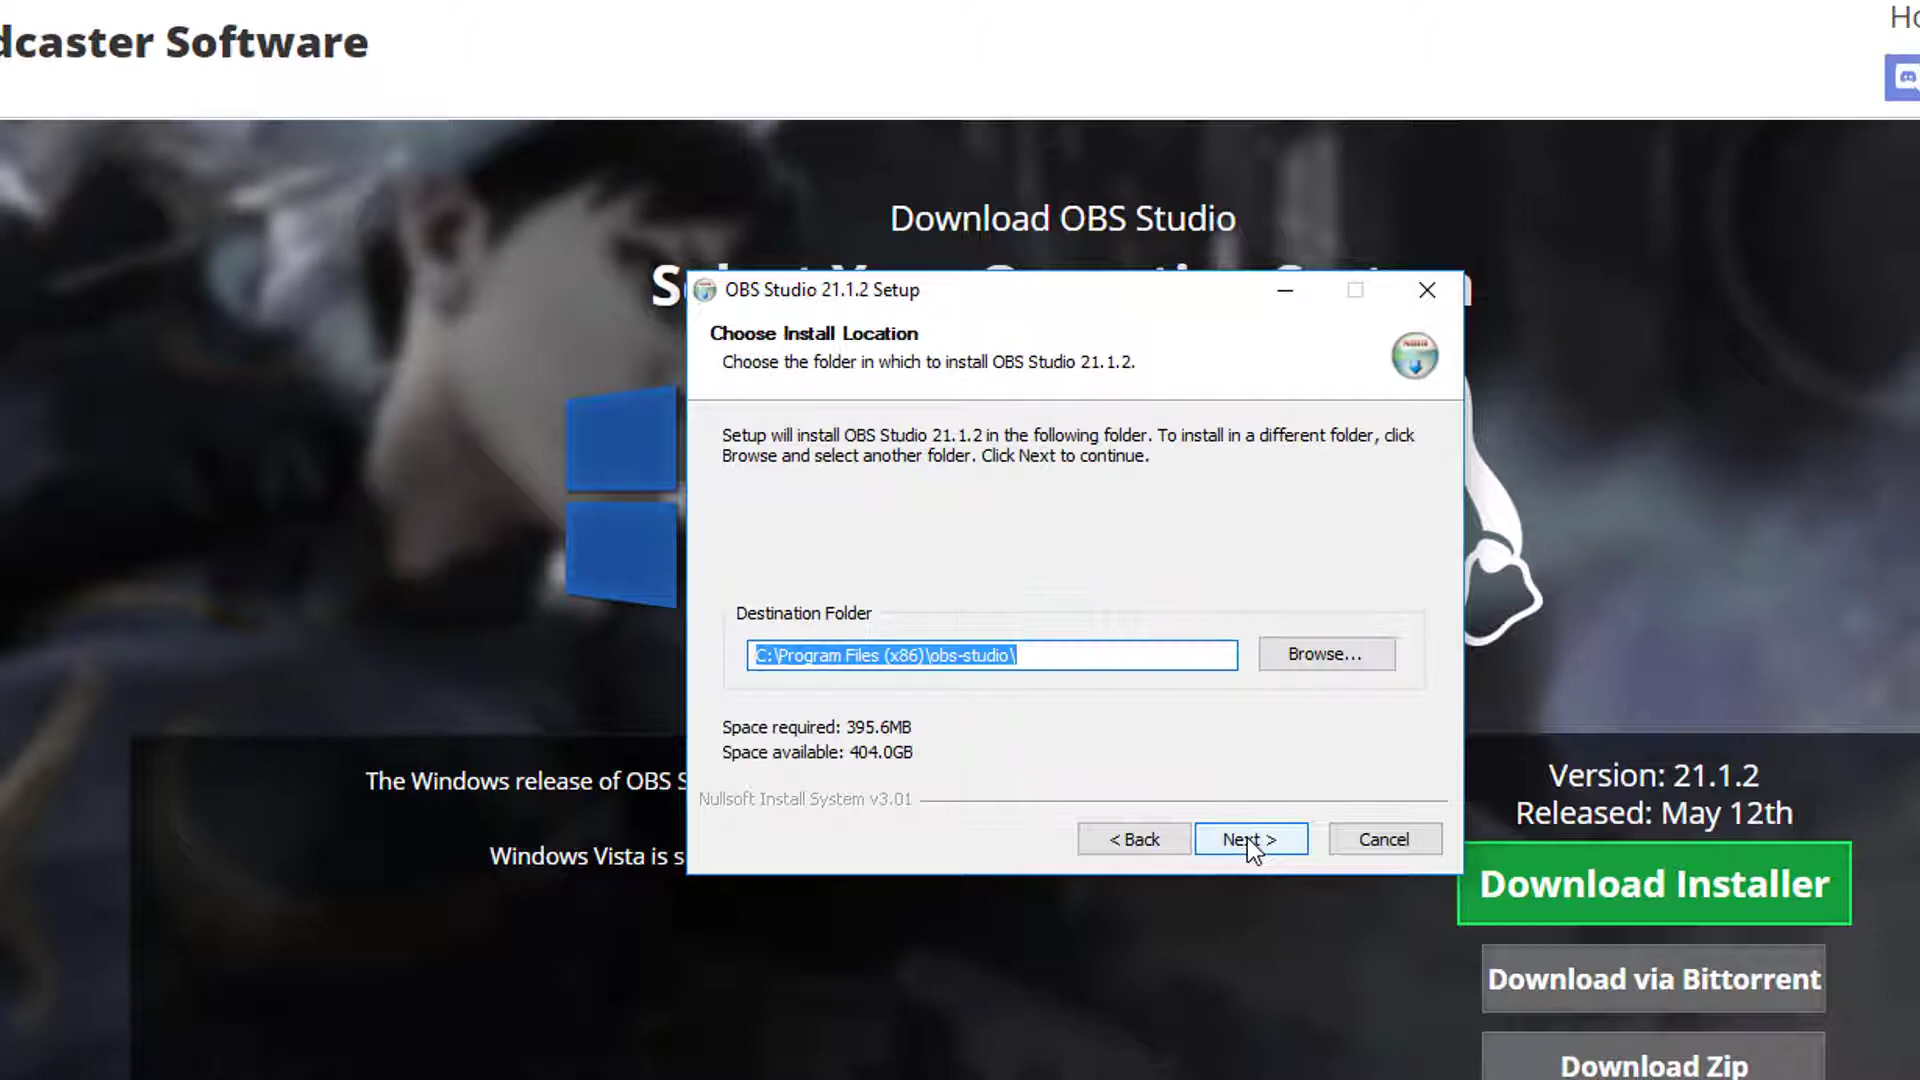 dcaster Software
Ho
Download OBS Studio
OBS Studio 21.1.2 Setup
Choose Install Location
Choose the folder in which to install OBS Studio 21.1.2.
Setup will install OBS Studio 21.1.2 in the following folder. To install in a different folder, click
Browse and select another folder. Click Next to continue.
Destination Folder
C:\Program Files (x86)\obs-studio\
Browse...
Space required: 395.6MB
Space available: 404.0GB
Nullsoft Install System v3.01
< Back
Next >
Cancel
The Windows release of OBS S
Windows Vista is s
Version: 21.1.2
Released: May 12th
Download Installer
Download via Bittorrent
Download Zip